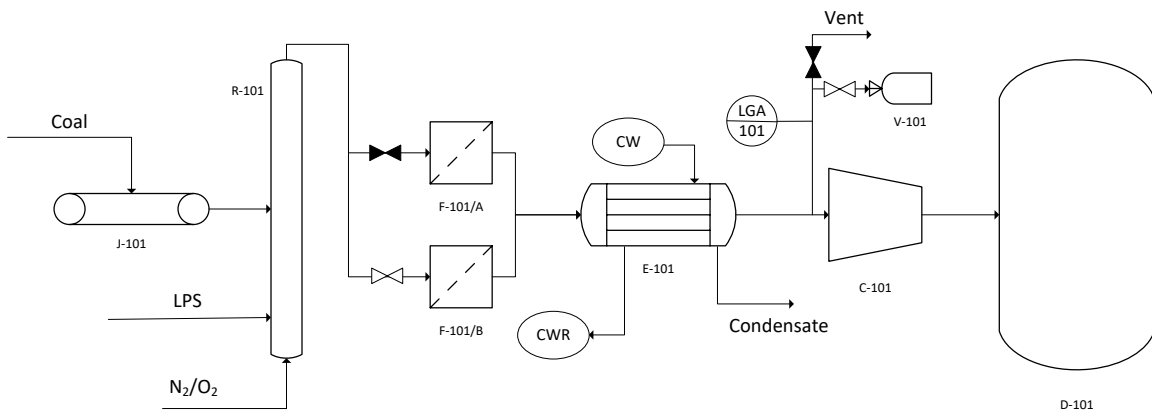 Vent
R-101
LGA
101
V-101
Coal
CW
F-101/A
J-101
E-101
C-101
LPS
Condensate
F-101/B
CWR
N₂/O₂
D-101